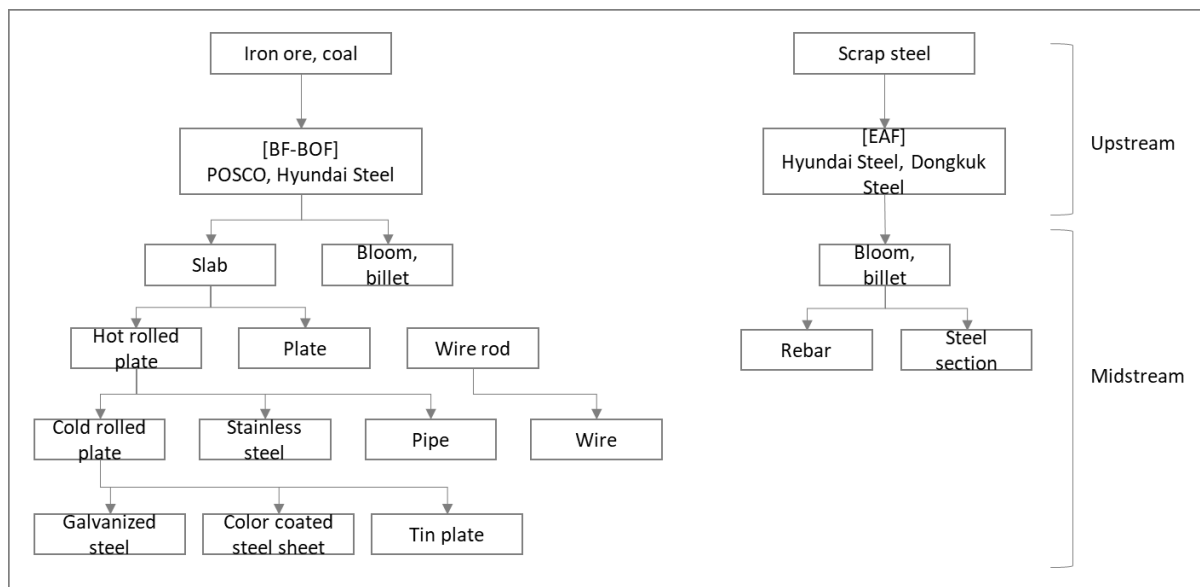 Iron ore, coal
Scrap steel
[BF-BOF]
POSCO, Hyundai Steel
[EAF]
Hyundai Steel, Dongkuk
Steel
Upstream
Slab
Bloom,
billet
Bloom,
billet
Hot rolled
plate
Plate
Wire rod
Rebar
Steel
section
Midstream
Cold rolled
plate
Stainless
steel
Pipe
Wire
Galvanized
steel
Color coated
steel sheet
Tin plate